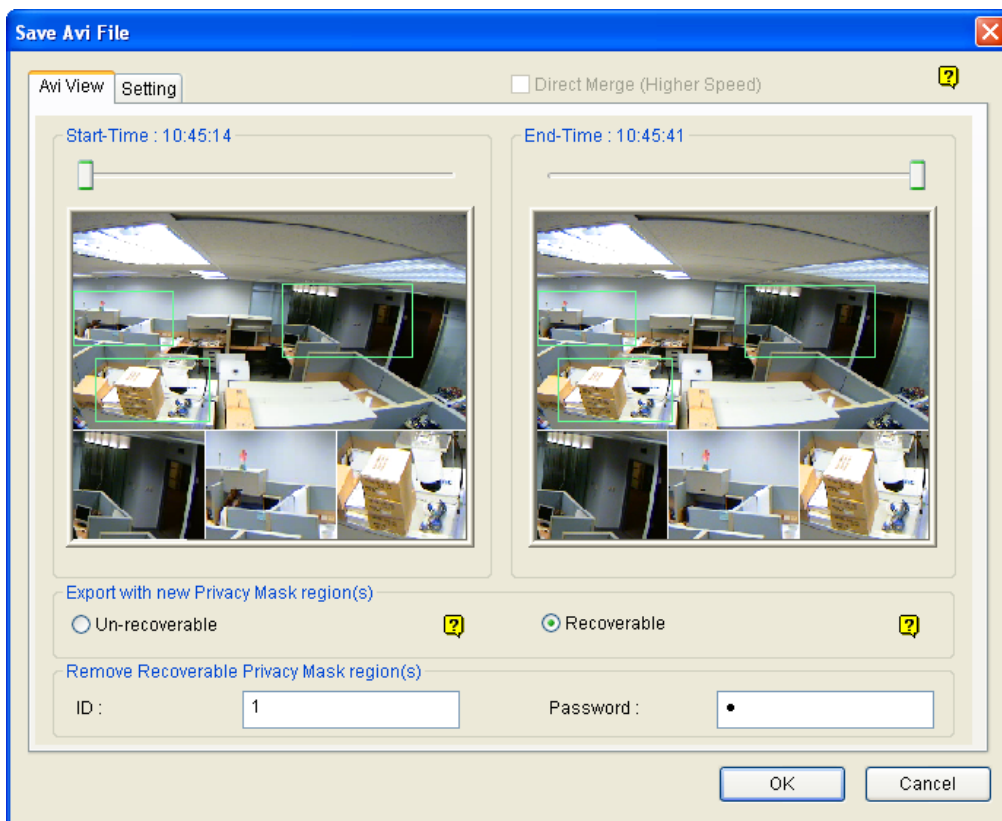 Save Avi File
Avi View
Setting
Direct Merge (Higher Speed)
Start-Time : 10:45:14
End-Time : 10:45:41
Export with new Privacy Mask region(s)
Un-recoverable
Recoverable
Remove Recoverable Privacy Mask region(s)
ID :
1
Password :
•
OK
Cancel